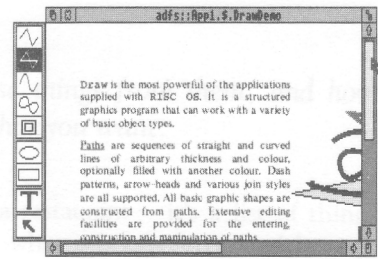 adfs::App1.$.DrawDemo
Draw is the most powerful of the applications
supplied with RISC OS. It is a structured
graphics program that can work with a variety
of basic object types.
Paths are sequences of straight and curved
lines of arbitrary thickness and colour,
optionally filled with another colour. Dash
patterns, arrow-heads and various join styles
are all supported. All basic graphic shapes are
constructed from paths. Extensive editing
facilities are provided for the entering,
construction and manipulation of paths.
T